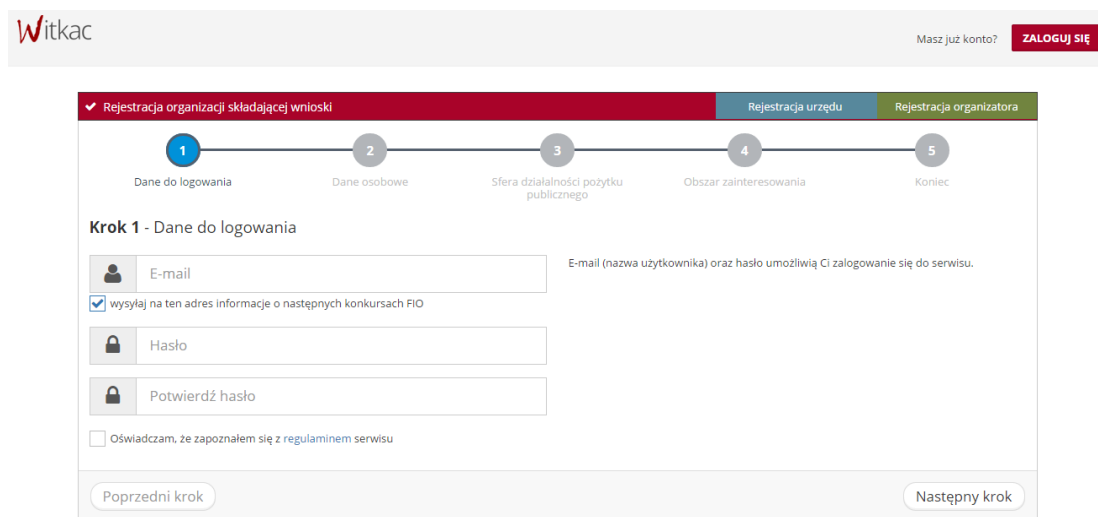 Witkac
Masz już konto? ZALOGUJ SIĘ
Rejestracja organizacji składającej wnioski
Rejestracja urzędu
Rejestracja organizatora
1
2
3
4
5
Dane do logowania
Dane osobowe
Sfera działalności pożytku
publicznego
Obszar zainteresowania
Koniec
Krok 1 - Dane do logowania
E-mail
E-mail (nazwa użytkownika) oraz hasło umożliwią Ci zalogowanie się do serwisu.
wysyłaj na ten adres informacje o następnych konkursach FIO
Hasło
Potwierdź hasło
Oświadczam, że zapoznałem się z regulaminem serwisu
Poprzedni krok
Następny krok